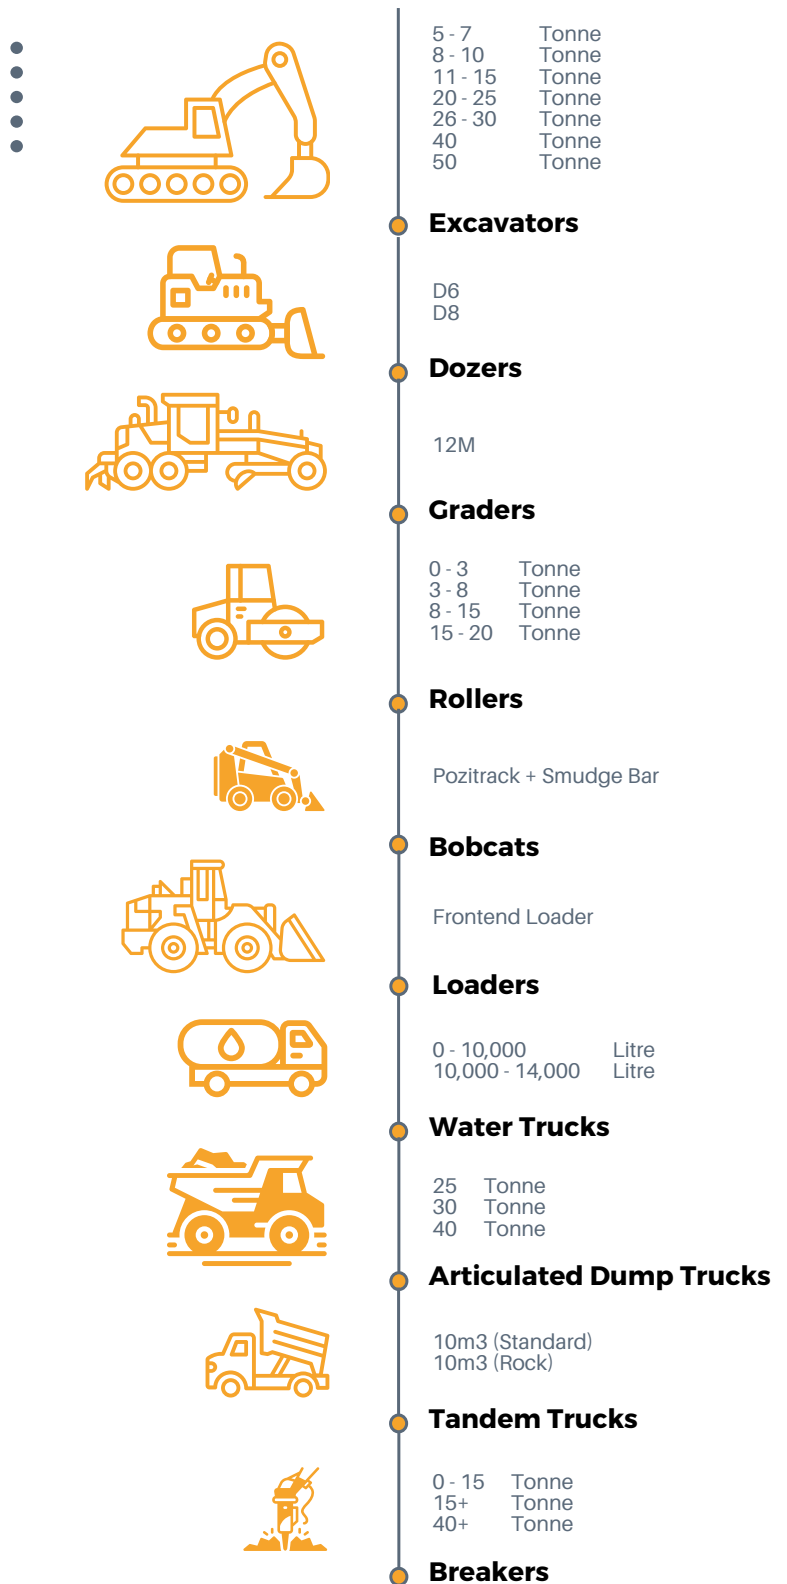 5 - 7 Tonne
8 - 10 Tonne
11 - 15 Tonne
20 - 25 Tonne
26 - 30 Tonne
40 Tonne
50 Tonne
Excavators
D6
D8
Dozers
12M
Graders
0 - 3 Tonne
3 - 8 Tonne
8 - 15 Tonne
15 - 20 Tonne
Rollers
Pozitrack + Smudge Bar
Bobcats
Frontend Loader
Loaders
0 - 10,000 Litre
10,000 - 14,000 Litre
Water Trucks
25 Tonne
30 Tonne
40 Tonne
Articulated Dump Trucks
10m3 (Standard)
10m3 (Rock)
Tandem Trucks
0 - 15 Tonne
15+ Tonne
40+ Tonne
Breakers